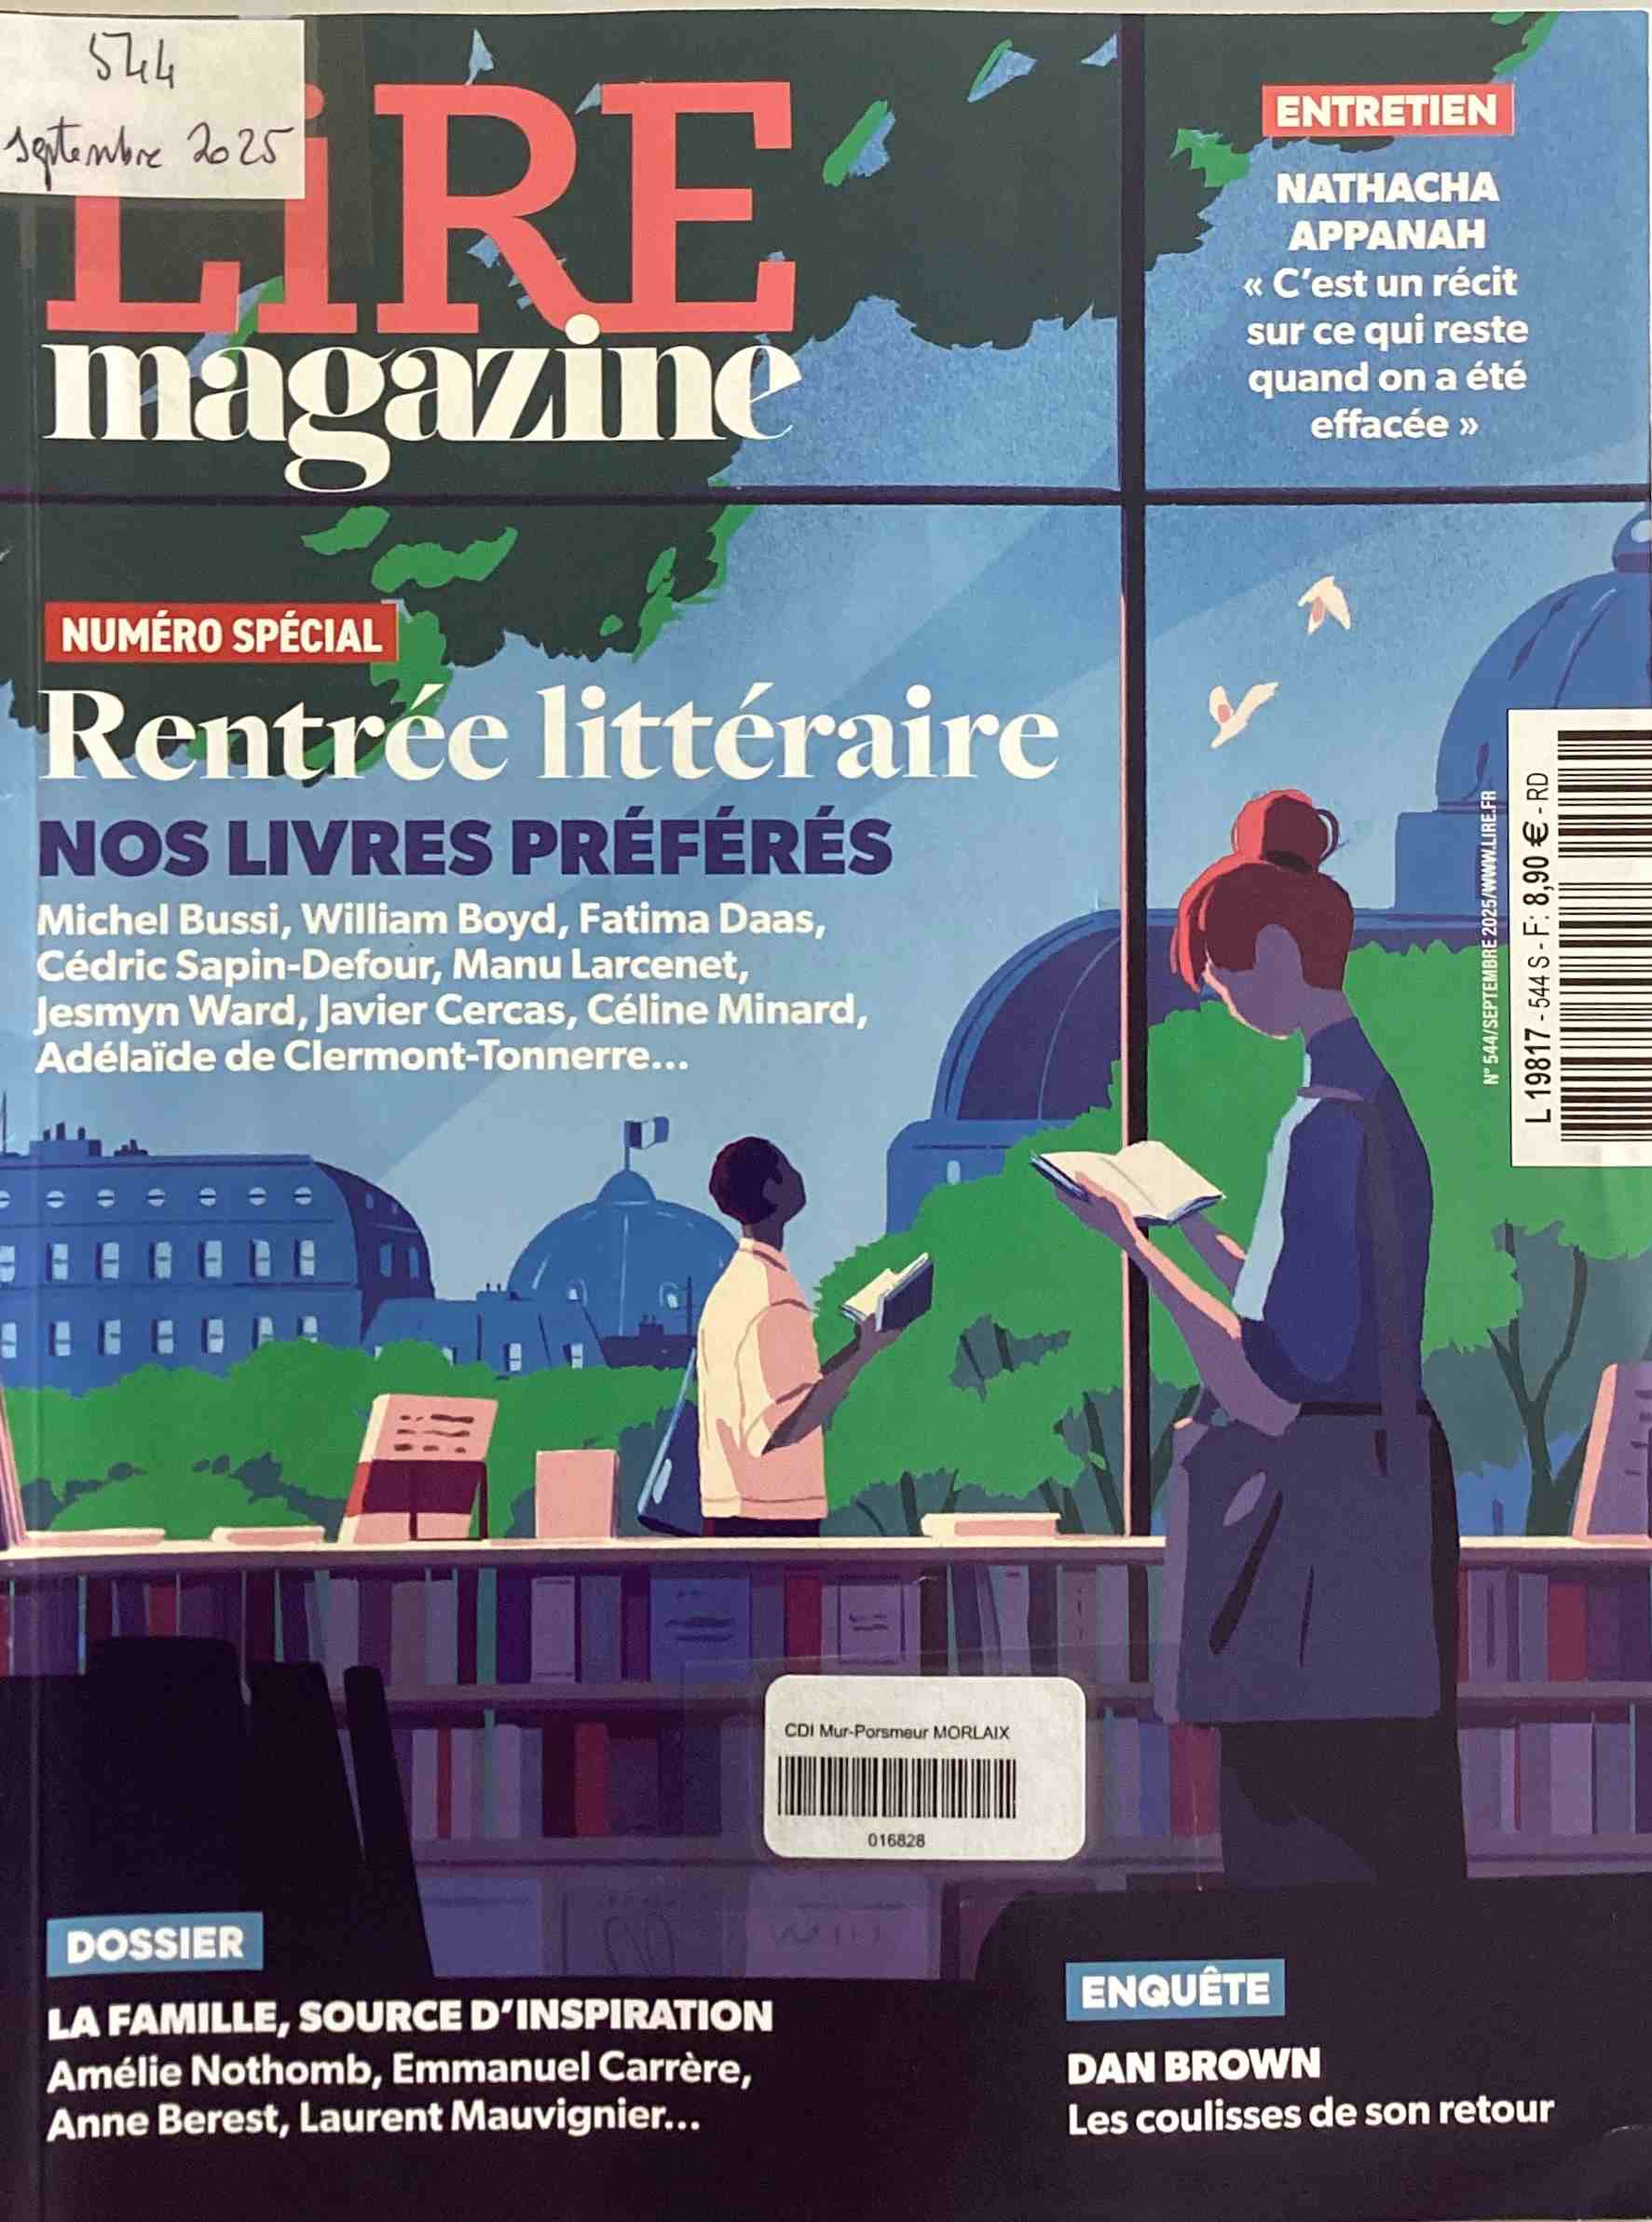 544
septembre 2025
LiRE
magazine
ENTRETIEN
NATHACHA
APPANAH
« C'est un récit
sur ce qui reste
quand on a été
effacée »
NUMÉRO SPÉCIAL
Rentrée littéraire
NOS LIVRES PRÉFÉRÉS
Michel Bussi, William Boyd, Fatima Daas,
Cédric Sapin-Defour, Manu Larcenet,
Jesmyn Ward, Javier Cercas, Céline Minard,
Adélaïde de Clermont-Tonnerre...
N° 544/SEPTEMBRE 2025/WWW.LIRE.FR
L 19817 - 544 S - F: 8,90 € - RD
CDI Mur-Porsmeur MORLAIX
016828
DOSSIER
LA FAMILLE, SOURCE D'INSPIRATION
Amélie Nothomb, Emmanuel Carrère,
Anne Berest, Laurent Mauvignier...
ENQUÊTE
DAN BROWN
Les coulisses de son retour